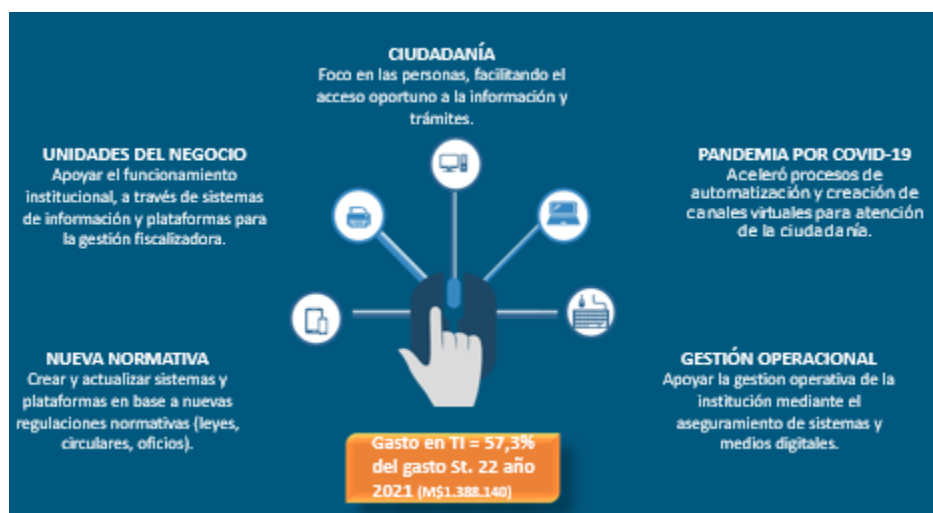 CIUDADANÍA
Foco en las personas, facilitando el
acceso oportuno a la información y
trámites.
UNIDADES DEL NEGOCIO
Apoyar el funcionamiento
institucional, a través de sistemas
de información y plataformas para
la gestión fiscalizadora.
PANDEMIA POR COVID-19
Aceleró procesos de
automatización y creación de
canales virtuales para atención
de la ciudadanía.
NUEVA NORMATIVA
Crear y actualizar sistemas y
plataformas en base a nuevas
regulaciones normativas (leyes,
circulares, oficios).
GESTIÓN OPERACIONAL
Apoyar la gestion operativa de la
institución mediante el
aseguramiento de sistemas y
medios digitales.
Gasto en TI = 57,3%
del gasto St. 22 año
2021 (M$1.388.140)